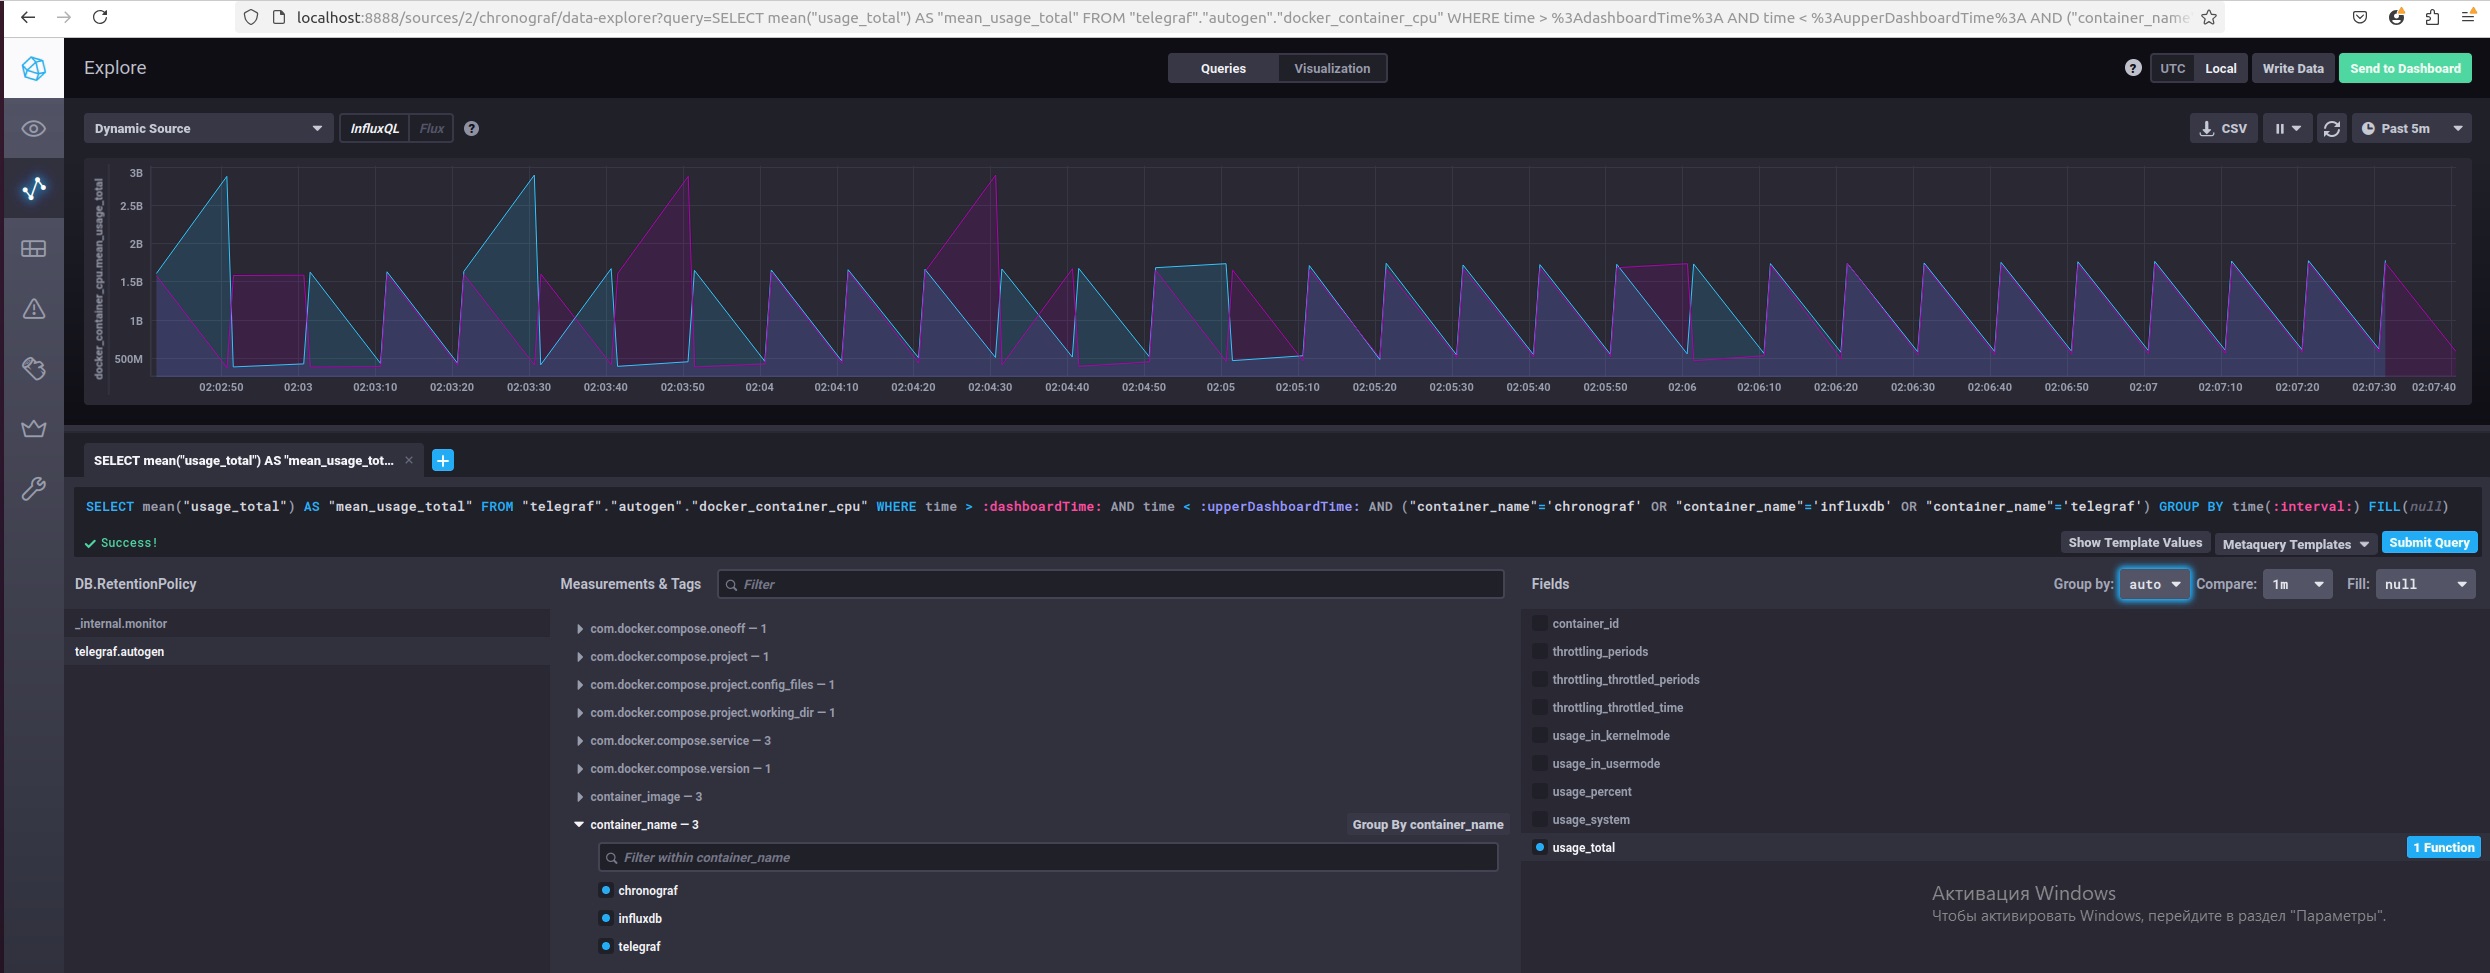 localhost:8888/sources/2/chronograf/data-explorer?query=SELECT mean("usage_total") AS "mean_usage_total" FROM "telegraf"."autogen"."docker_container_cpu" WHERE time > %3AdashboardTime%3A AND time < %3AupperDashboardTime%3A AND ("container_name"
Explore
Queries
Visualization
?
UTC
Local
Write Data
Send to Dashboard
Dynamic Source
InfluxQL
Flux
?
CSV
Past 5m
docker_container_cpu.mean_usage_total
3B
2.5B
2B
1.5B
1B
500M
02:02:50 02:03 02:03:10 02:03:20 02:03:30 02:03:40 02:03:50 02:04 02:04:10 02:04:20 02:04:30 02:04:40 02:04:50 02:05 02:05:10 02:05:20 02:05:30 02:05:40 02:05:50 02:06 02:06:10 02:06:20 02:06:30 02:06:40 02:06:50 02:07 02:07:10 02:07:20 02:07:30 02:07:40
SELECT mean("usage_total") AS "mean_usage_tot... ×
+
SELECT mean("usage_total") AS "mean_usage_total" FROM "telegraf"."autogen"."docker_container_cpu" WHERE time > :dashboardTime: AND time < :upperDashboardTime: AND ("container_name"='chronograf' OR "container_name"='influxdb' OR "container_name"='telegraf') GROUP BY time(:interval:) FILL(null)
Success!
Show Template Values
Metaquery Templates
Submit Query
DB.RetentionPolicy
_internal.monitor
telegraf.autogen
Measurements & Tags
Filter
com.docker.compose.oneoff — 1
com.docker.compose.project — 1
com.docker.compose.project.config_files — 1
com.docker.compose.project.working_dir — 1
com.docker.compose.service — 3
com.docker.compose.version — 1
container_image — 3
container_name — 3
Group By container_name
Filter within container_name
chronograf
influxdb
telegraf
Fields
Group by: auto
Compare: 1m
Fill: null
container_id
throttling_periods
throttling_throttled_periods
throttling_throttled_time
usage_in_kernelmode
usage_in_usermode
usage_percent
usage_system
usage_total
1 Function
Активация Windows
Чтобы активировать Windows, перейдите в раздел "Параметры".